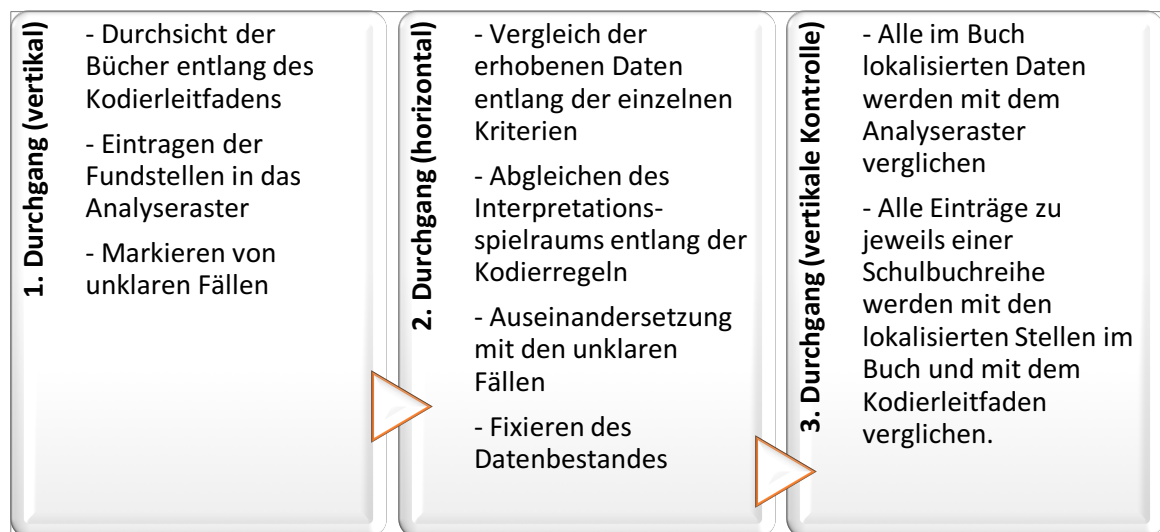 1. Durchgang (vertikal)
- Durchsicht der
Bücher entlang des
Kodierleitfadens
- Eintragen der
Fundstellen in das
Analyseraster
- Markieren von
unklaren Fällen
2. Durchgang (horizontal)
- Vergleich der
erhobenen Daten
entlang der einzelnen
Kriterien
- Abgleichen des
Interpretations-
spielraums entlang der
Kodierregeln
- Auseinandersetzung
mit den unklaren
Fällen
- Fixieren des
Datenbestandes
3. Durchgang (vertikale Kontrolle)
- Alle im Buch
lokalisierten Daten
werden mit dem
Analyseraster
verglichen
- Alle Einträge zu
jeweils einer
Schulbuchreihe
werden mit den
lokalisierten Stellen im
Buch und mit dem
Kodierleitfaden
verglichen.